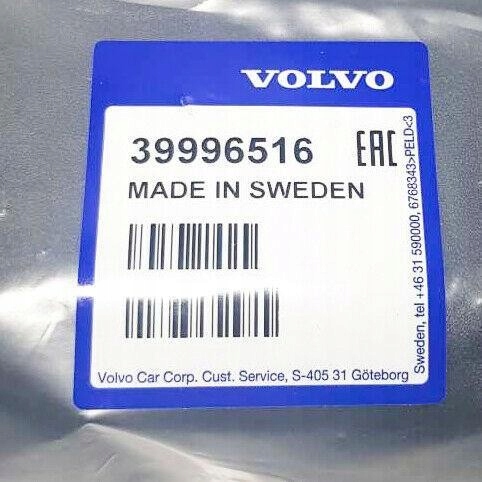 VOLVO
39996516 EAC
MADE IN SWEDEN
Volvo Car Corp. Cust. Service, S-405 31 Göteborg
Sweden, tel +46 31 590000, 6768343>PELD<3